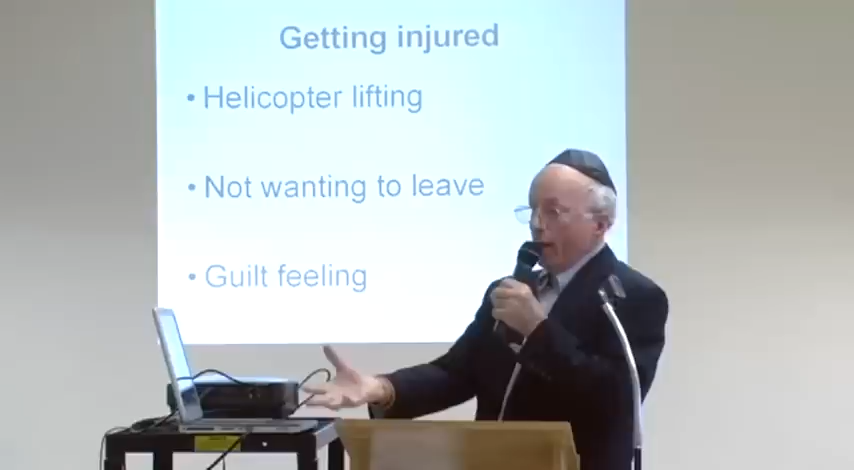 Getting injured
• Helicopter lifting
• Not wanting to leave
• Guilt feeling